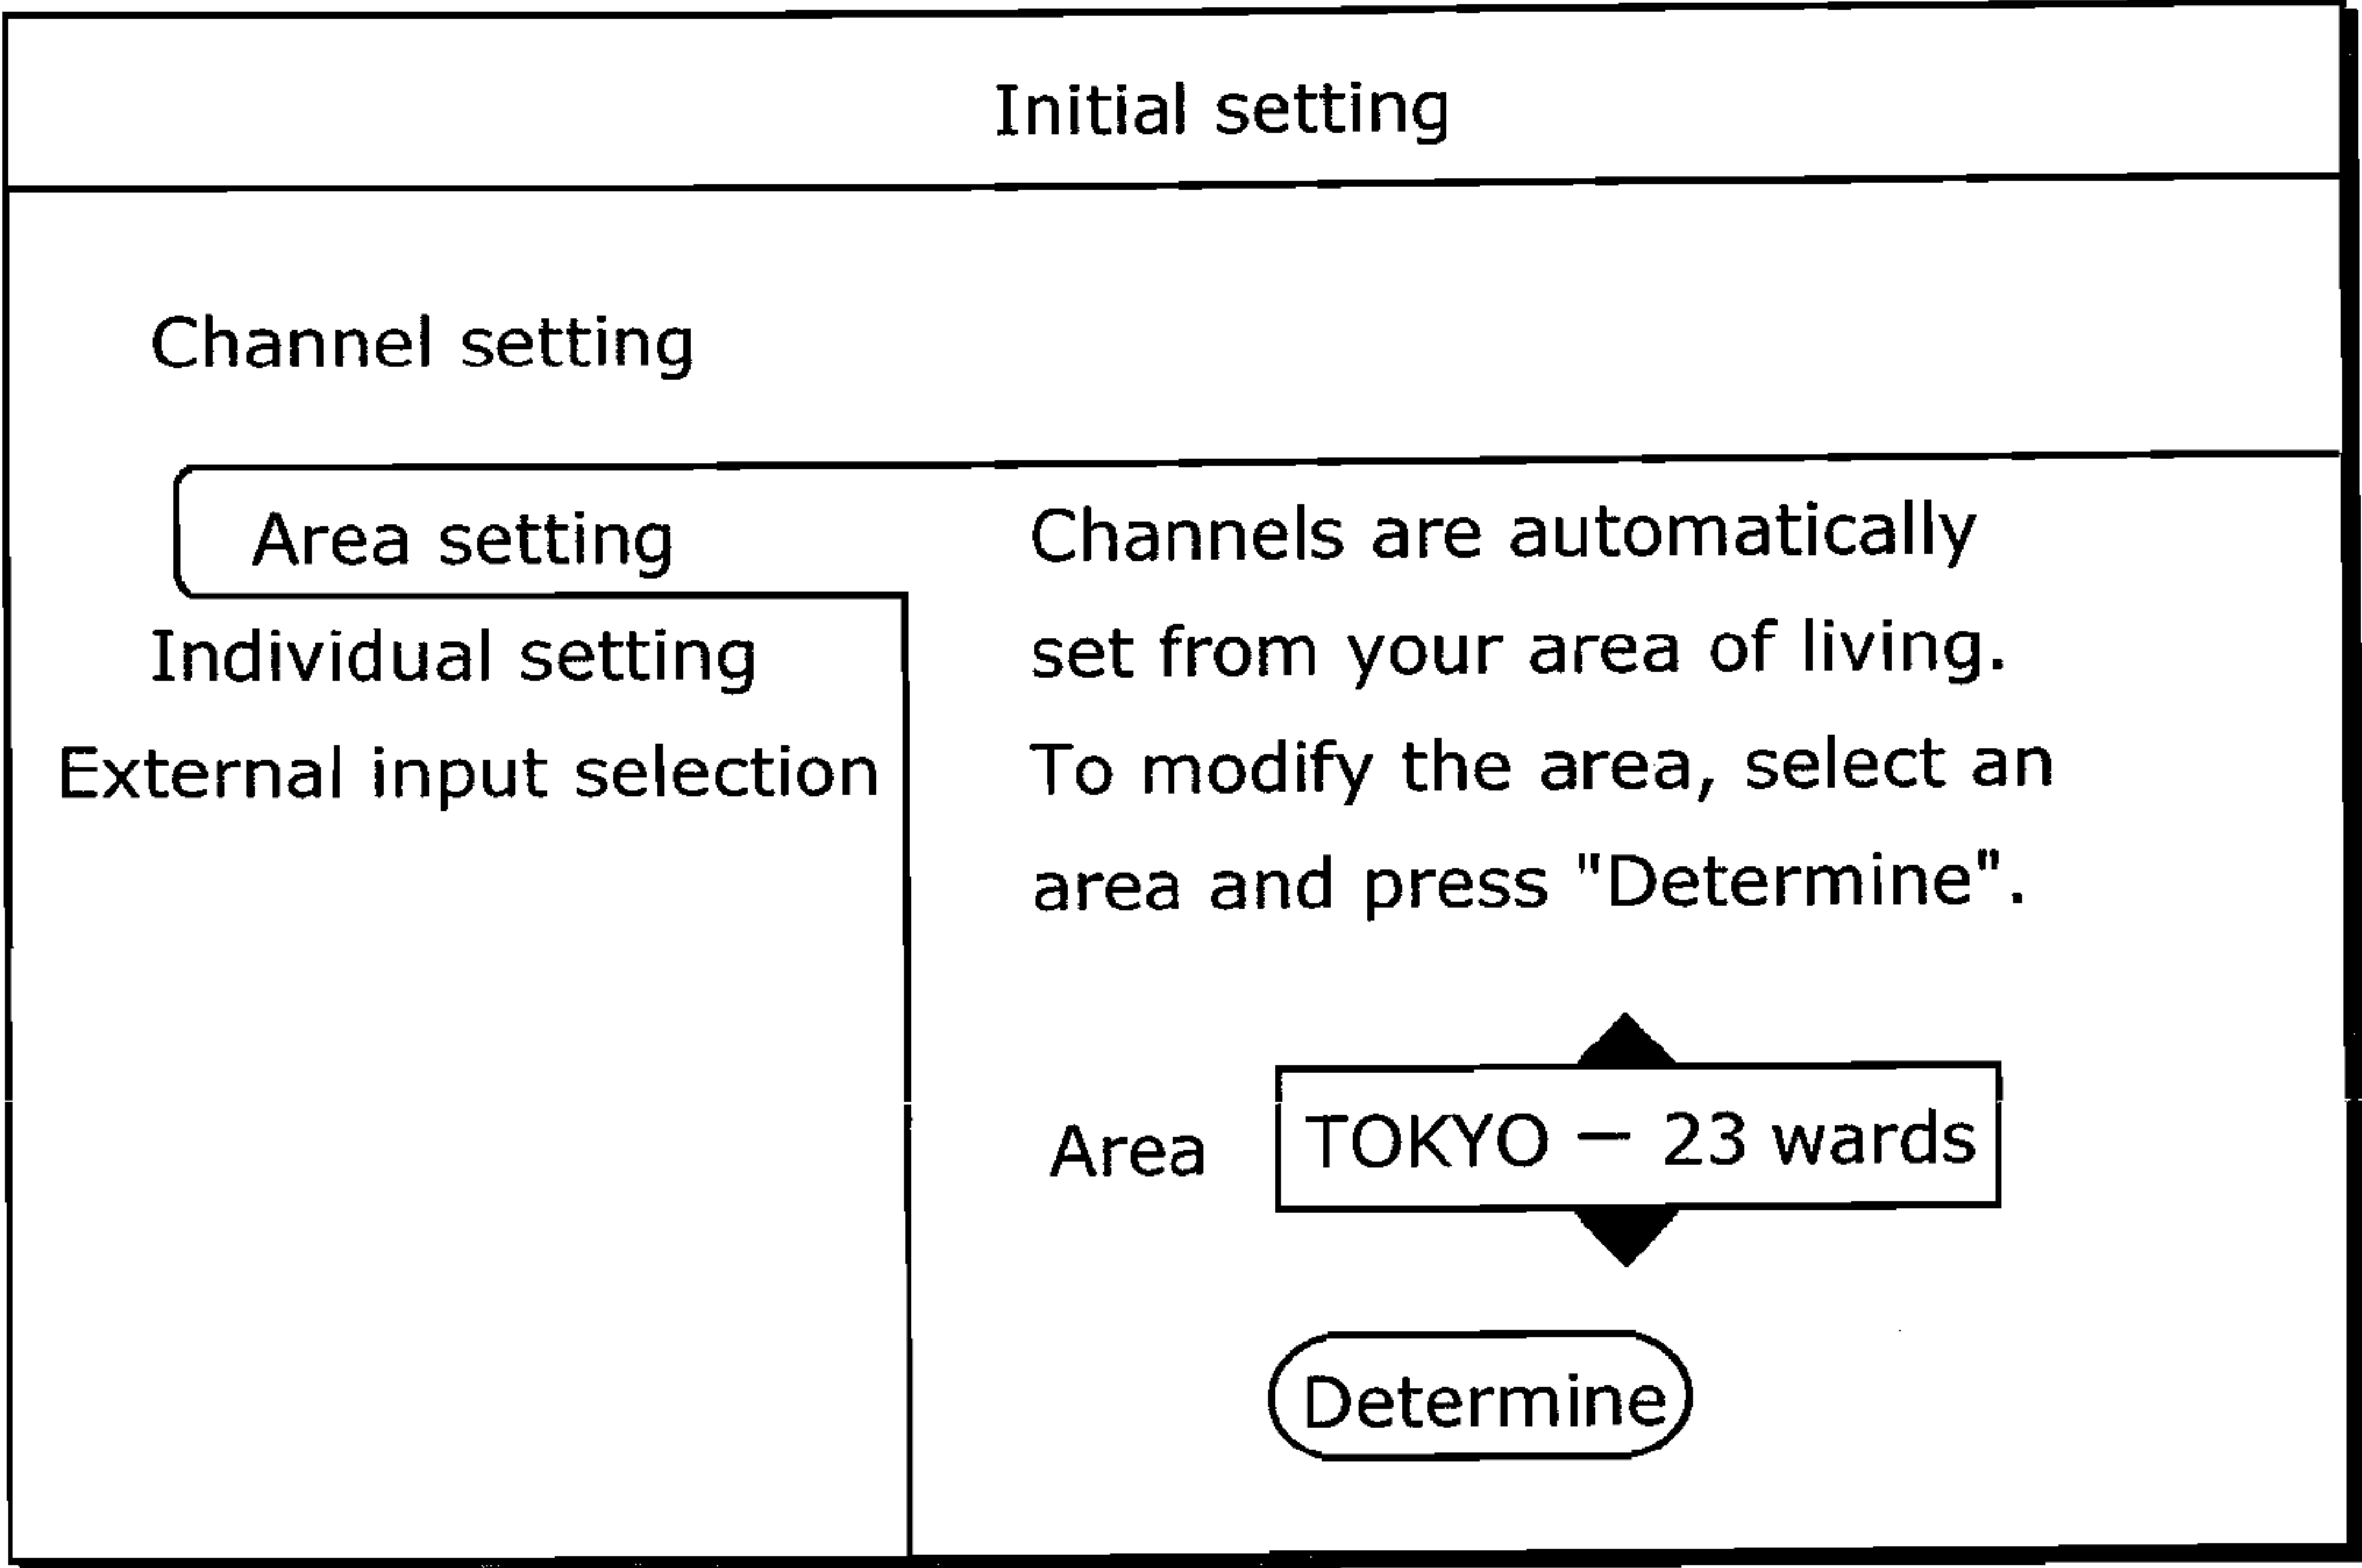 Initial setting
Channel setting
Area setting
Individual setting
External input selection
Channels are automatically
set from your area of living.
To modify the area, select an
area and press "Determine".
Area
TOKYO — 23 wards
Determine